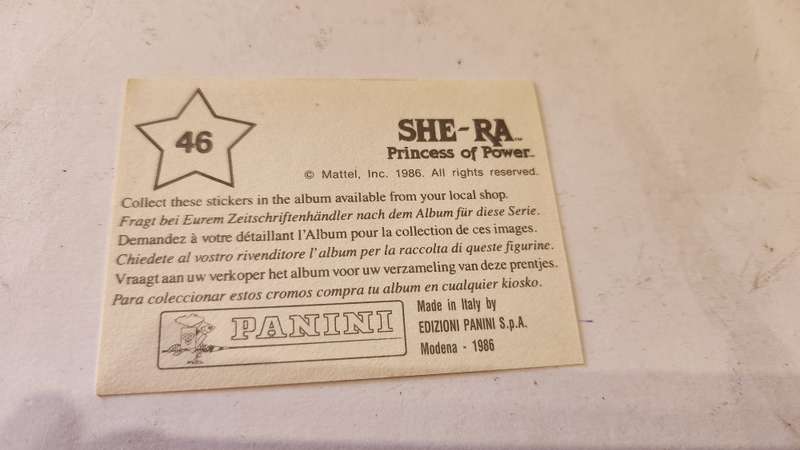 46
SHE-RA™
Princess of Power™
© Mattel, Inc. 1986. All rights reserved.
Collect these stickers in the album available from your local shop.
Fragt bei Eurem Zeitschriftenhändler nach dem Album für diese Serie.
Demandez à votre détaillant l'Album pour la collection de ces images.
Chiedete al vostro rivenditore l'album per la raccolta di queste figurine.
Vraagt aan uw verkoper het album voor uw verzameling van deze prentjes.
Para coleccionar estos cromos compra tu album en cualquier kiosko.
PANINI
Made in Italy by
EDIZIONI PANINI S.p.A.
Modena - 1986